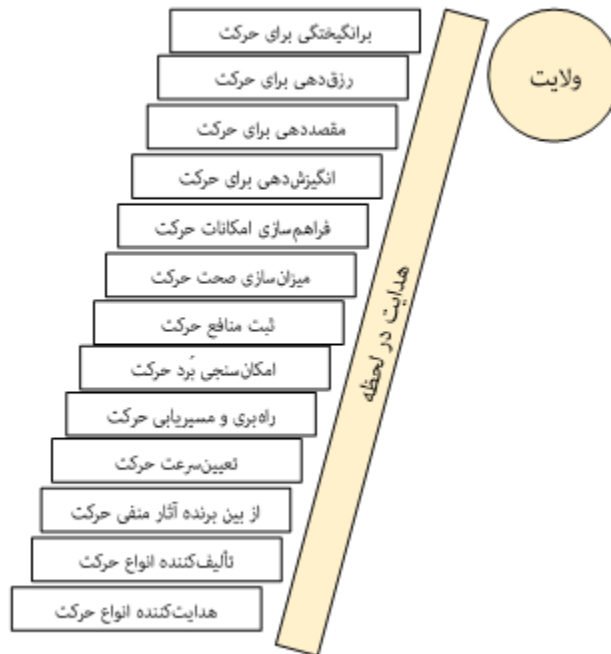 ولایت
هدایت در لحظه
برانگیختگی برای حرکت
رزق‌دهی برای حرکت
مقصددهی برای حرکت
انگیزش‌دهی برای حرکت
فراهم‌سازی امکانات حرکت
میزان‌سازی صحت حرکت
ثبت منافع حرکت
امکان‌سنجی بُرد حرکت
راه‌بری و مسیریابی حرکت
تعیین‌سرعت حرکت
از بین برنده آثار منفی حرکت
تألیف‌کننده انواع حرکت
هدایت‌کننده انواع حرکت